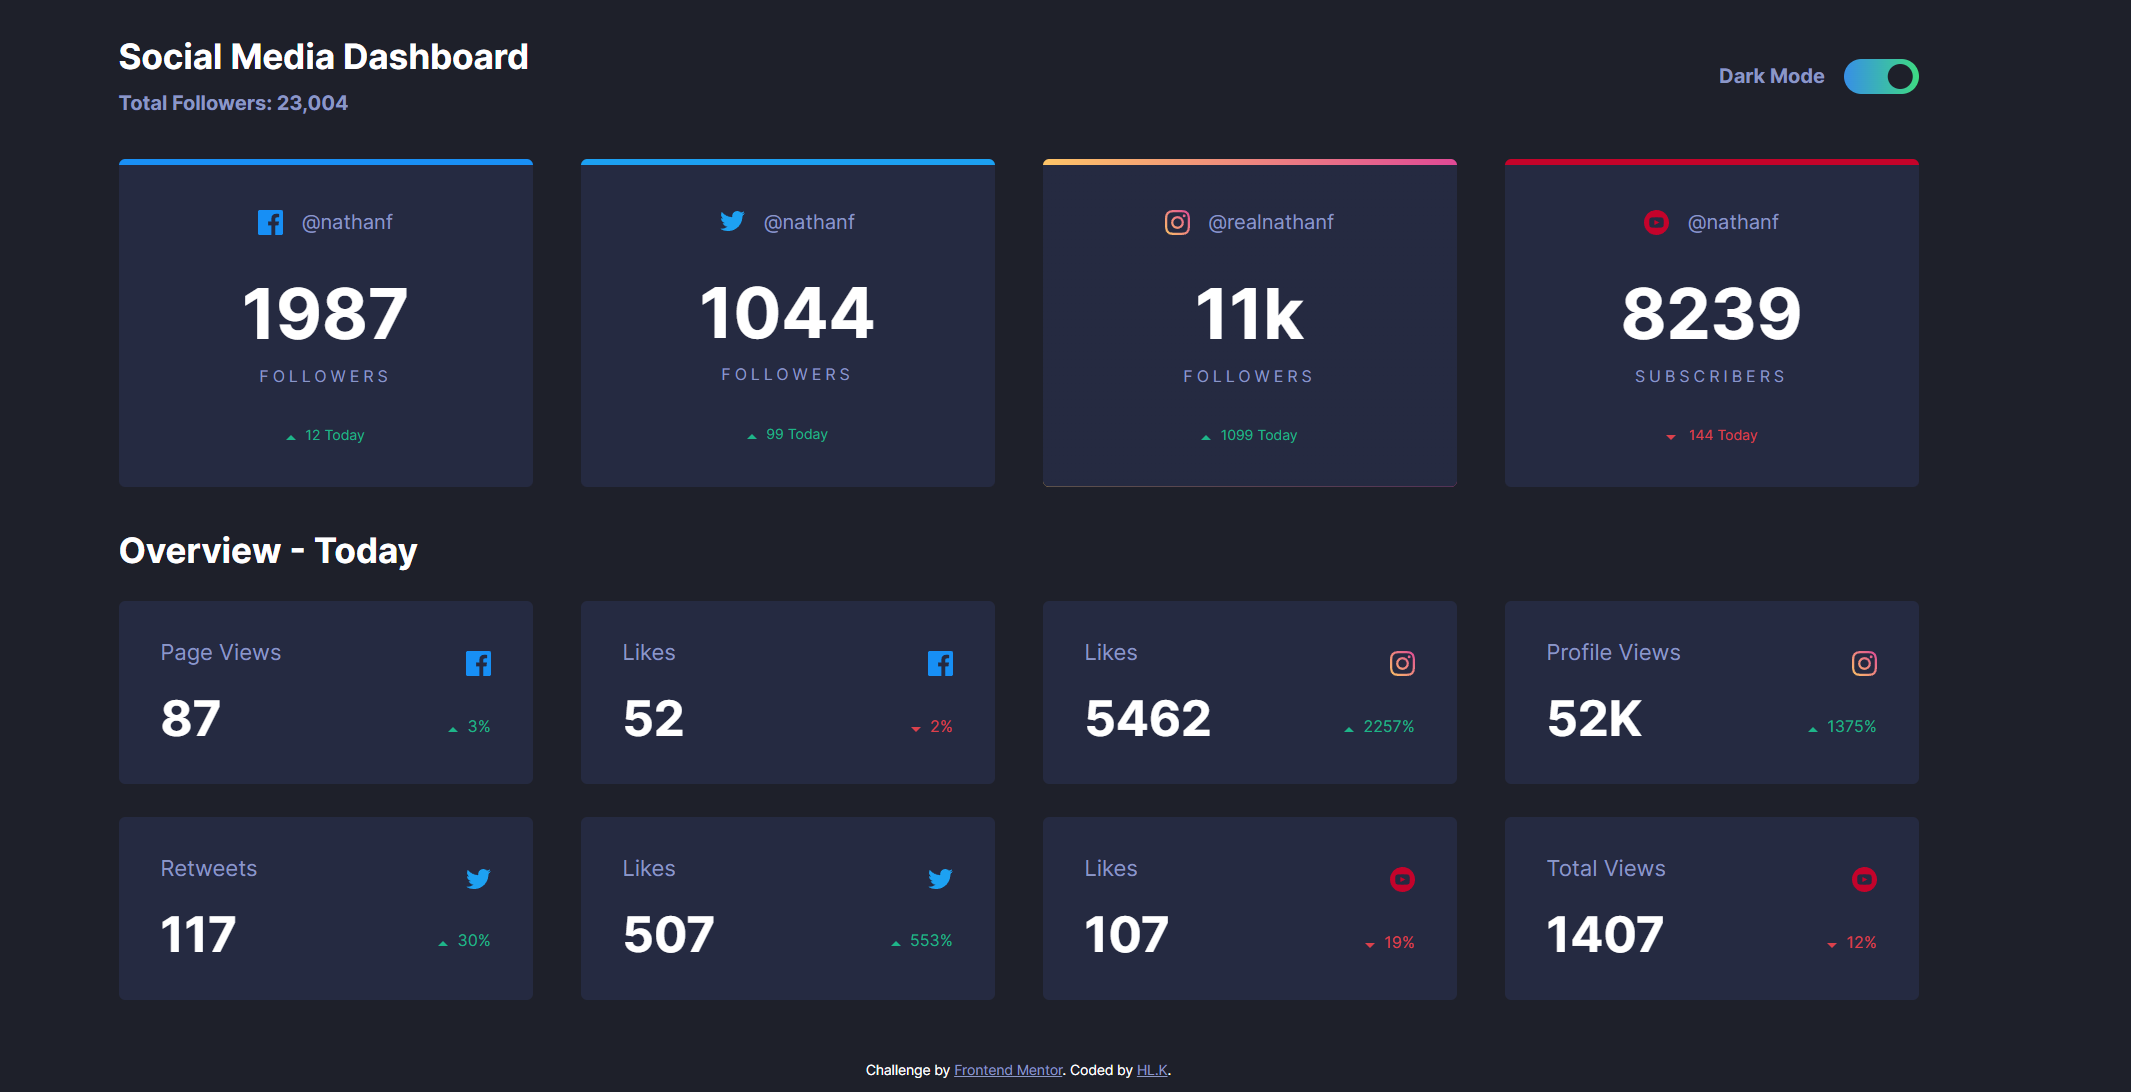 Social Media Dashboard
Total Followers: 23,004
Dark Mode
@nathanf
1987
FOLLOWERS
12 Today
@nathanf
1044
FOLLOWERS
99 Today
@realnathanf
11k
FOLLOWERS
1099 Today
@nathanf
8239
SUBSCRIBERS
144 Today
Overview - Today
Page Views
87
3%
Likes
52
2%
Likes
5462
2257%
Profile Views
52K
1375%
Retweets
117
30%
Likes
507
553%
Likes
107
19%
Total Views
1407
12%
Challenge by Frontend Mentor. Coded by HL.K.